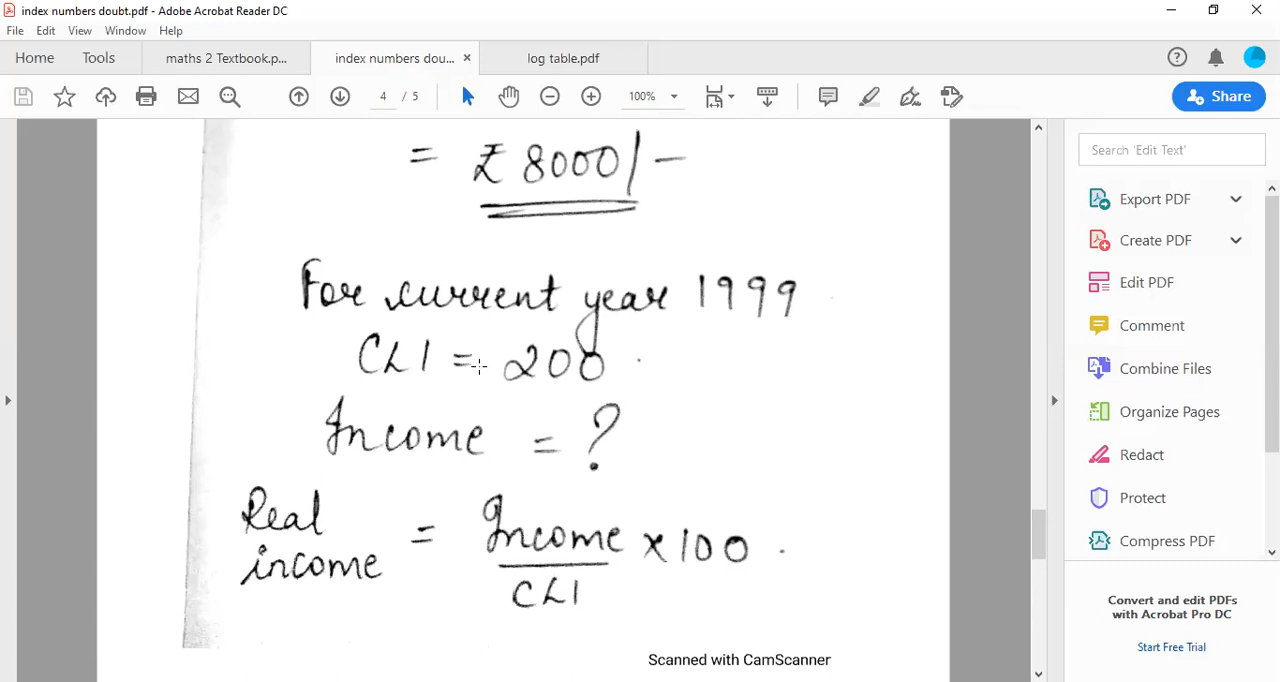 index numbers doubt.pdf - Adobe Acrobat Reader DC
File Edit View Window Help
Home Tools maths 2 Textbook.p... index numbers dou... × log table.pdf
4 / 5 100% Share
= ₹ 8000/-
For current year 1999
CLI = 200
Income = ?
Real income = Income/CLI × 100
Scanned with CamScanner
Search 'Edit Text'
Export PDF
Create PDF
Edit PDF
Comment
Combine Files
Organize Pages
Redact
Protect
Compress PDF
Convert and edit PDFs
with Acrobat Pro DC
Start Free Trial